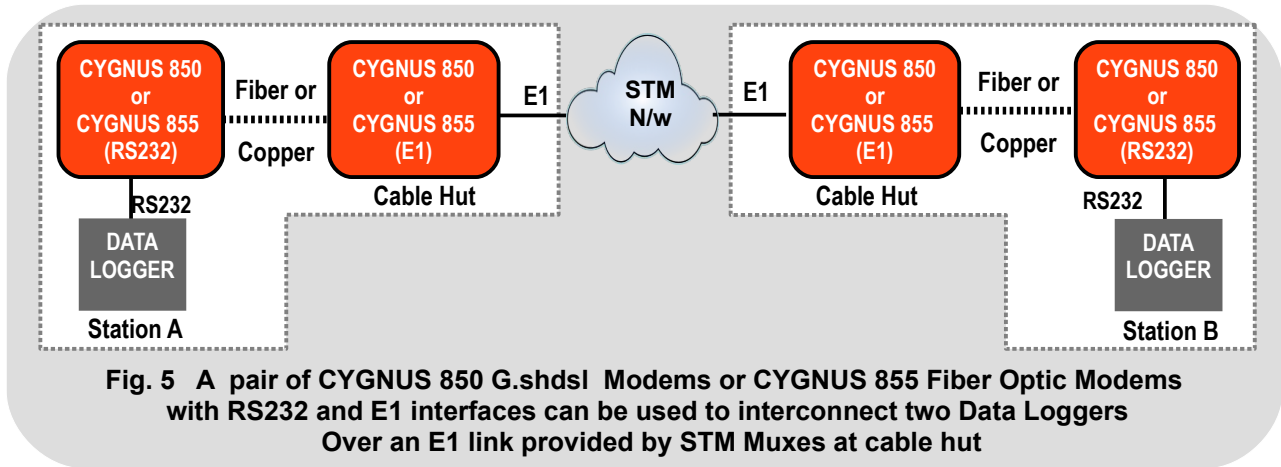 CYGNUS 850
or
CYGNUS 855
(RS232)
Fiber or
Copper
CYGNUS 850
or
CYGNUS 855
(E1)
Cable Hut
E1
STM
N/w
E1
CYGNUS 850
or
CYGNUS 855
(E1)
Cable Hut
Fiber or
Copper
CYGNUS 850
or
CYGNUS 855
(RS232)
RS232
DATA
LOGGER
Station A
RS232
DATA
LOGGER
Station B
Fig. 5 A pair of CYGNUS 850 G.shdsl Modems or CYGNUS 855 Fiber Optic Modems
with RS232 and E1 interfaces can be used to interconnect two Data Loggers
Over an E1 link provided by STM Muxes at cable hut